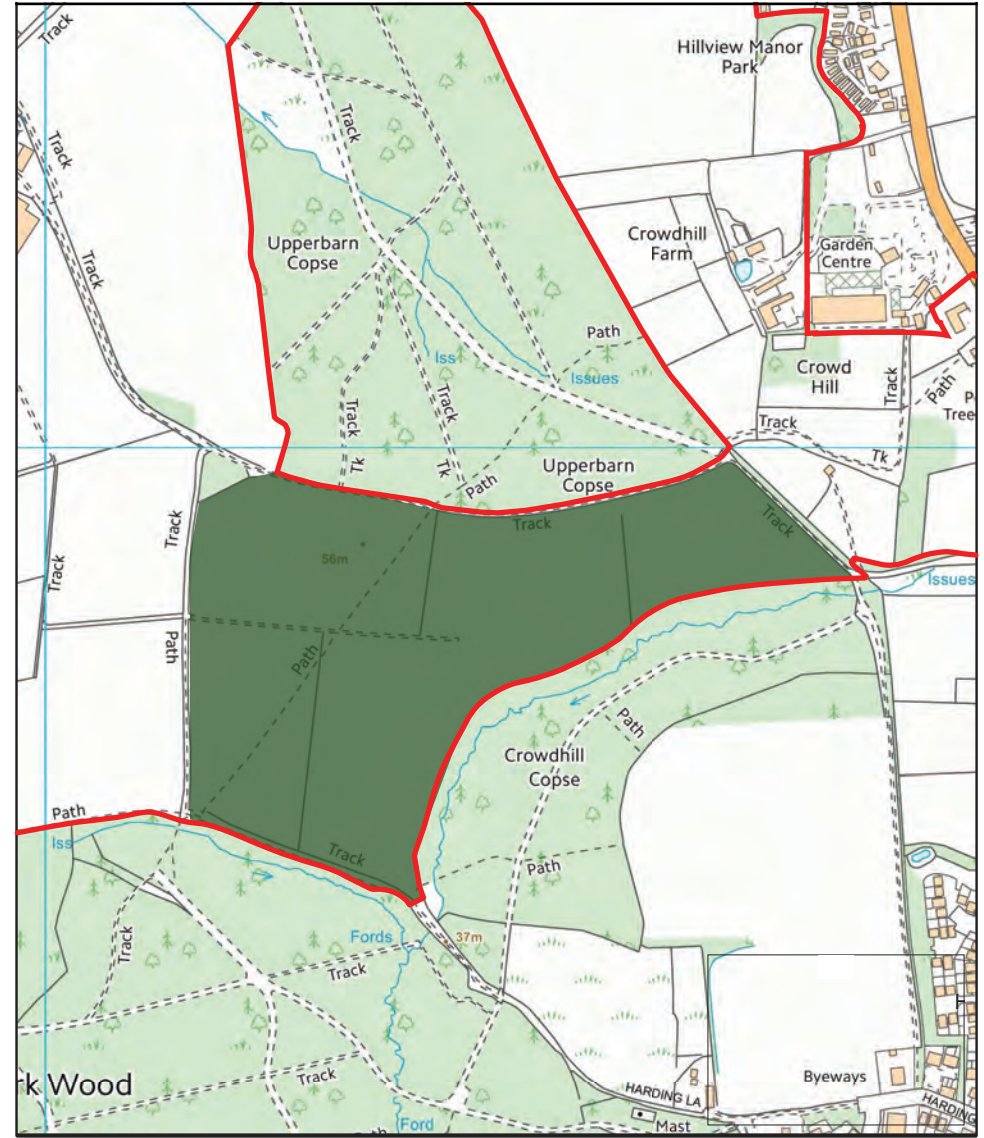 Track
Hillview Manor
Park
Track
Track
Upperbarn
Copse
Crowdhill
Farm
Garden
Centre
Track
Path
Iss
Issues
Crowd
Hill
Track
Path
P
Tree
Track
Track
Tk
Tk
Track
Tk
Path
Upperbarn
Copse
Track
Track
Track
56m
Track
Issues
Path
Path
Path
Crowdhill
Copse
Path
Iss
Track
Path
Track
Fords
37m
Track
H
rk Wood
Track
Byeways
HARDING LA
HARDING
Ford
Mast
ath